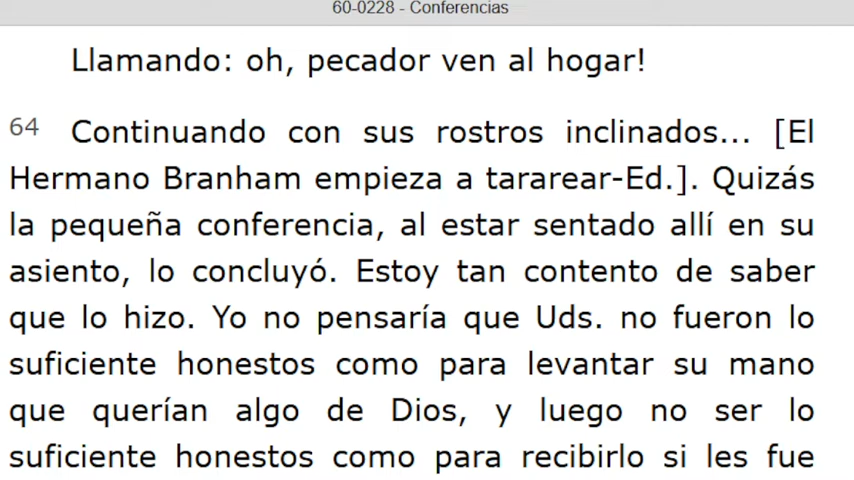 60-0228 - Conferencias
Llamando: oh, pecador ven al hogar!
64 Continuando con sus rostros inclinados... [El
Hermano Branham empieza a tararear-Ed.]. Quizás
la pequeña conferencia, al estar sentado allí en su
asiento, lo concluyó. Estoy tan contento de saber
que lo hizo. Yo no pensaría que Uds. no fueron lo
suficiente honestos como para levantar su mano
que querían algo de Dios, y luego no ser lo
suficiente honestos como para recibirlo si les fue